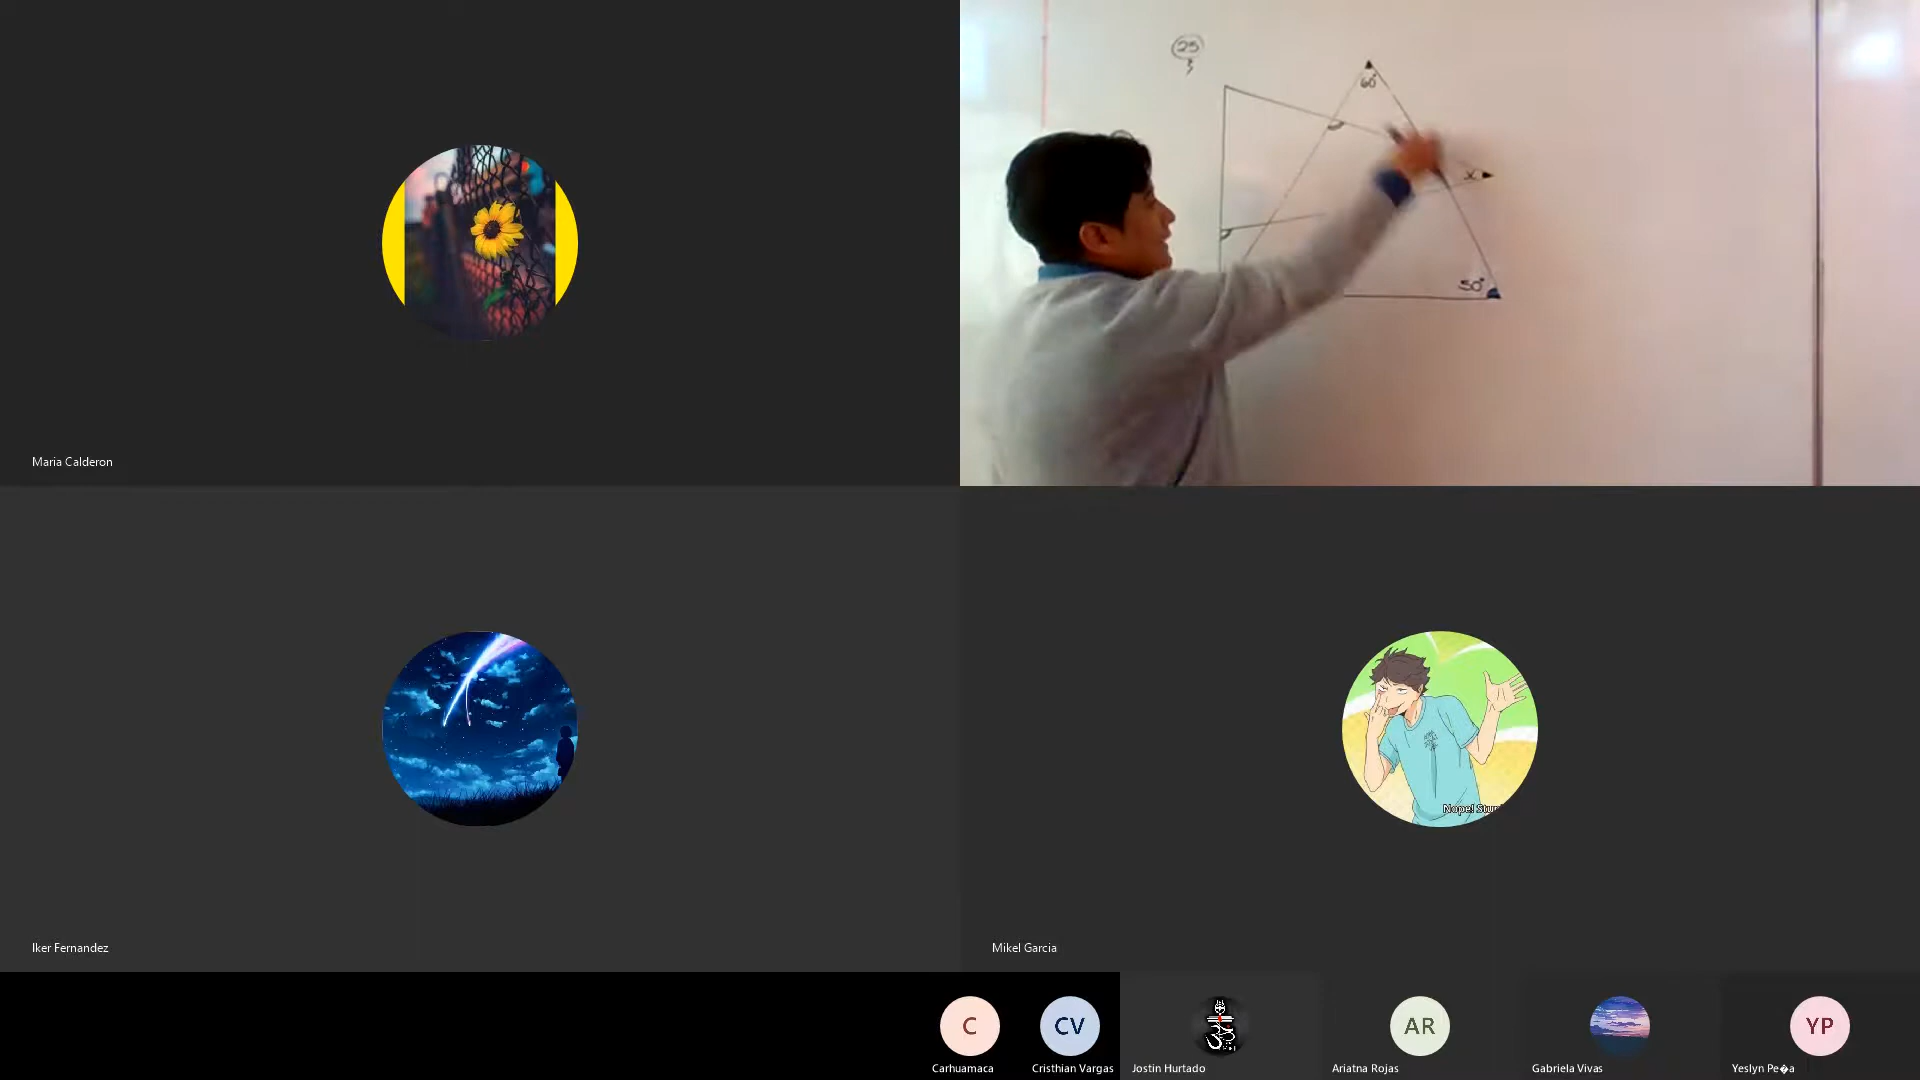 25
60°
x
50°
Maria Calderon
Nope!
Iker Fernandez
Mikel Garcia
C
CV
AR
YP
Carhuamaca
Cristhian Vargas
Jostin Hurtado
Ariatna Rojas
Gabriela Vivas
Yeslyn Pe�a